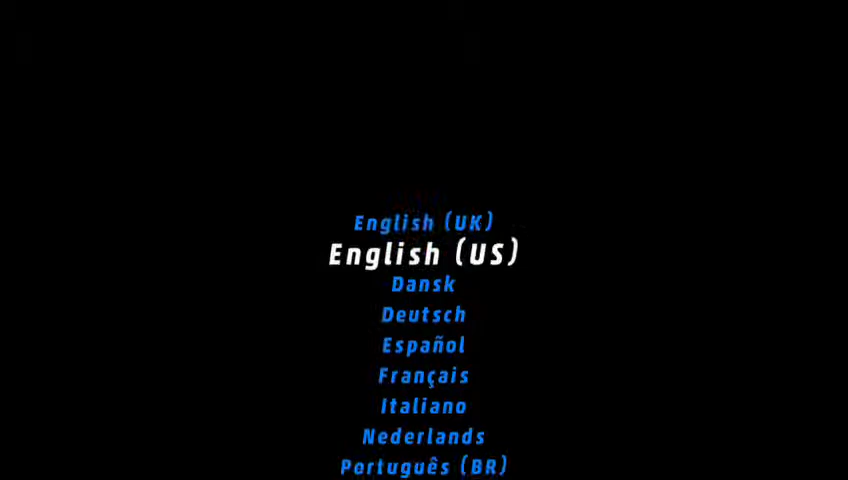 English (UK)
English (US)
Dansk
Deutsch
Español
Français
Italiano
Nederlands
Português (BR)